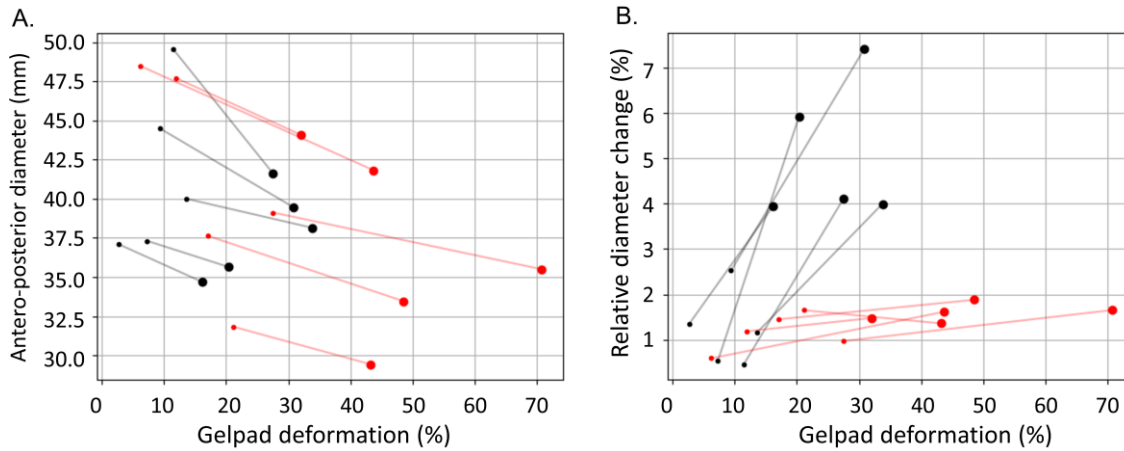 A.
Antero-posterior diameter (mm)
50.0
47.5
45.0
42.5
40.0
37.5
35.0
32.5
30.0
0 10 20 30 40 50 60 70
Gelpad deformation (%)
B.
Relative diameter change (%)
7
6
5
4
3
2
1
0 10 20 30 40 50 60 70
Gelpad deformation (%)